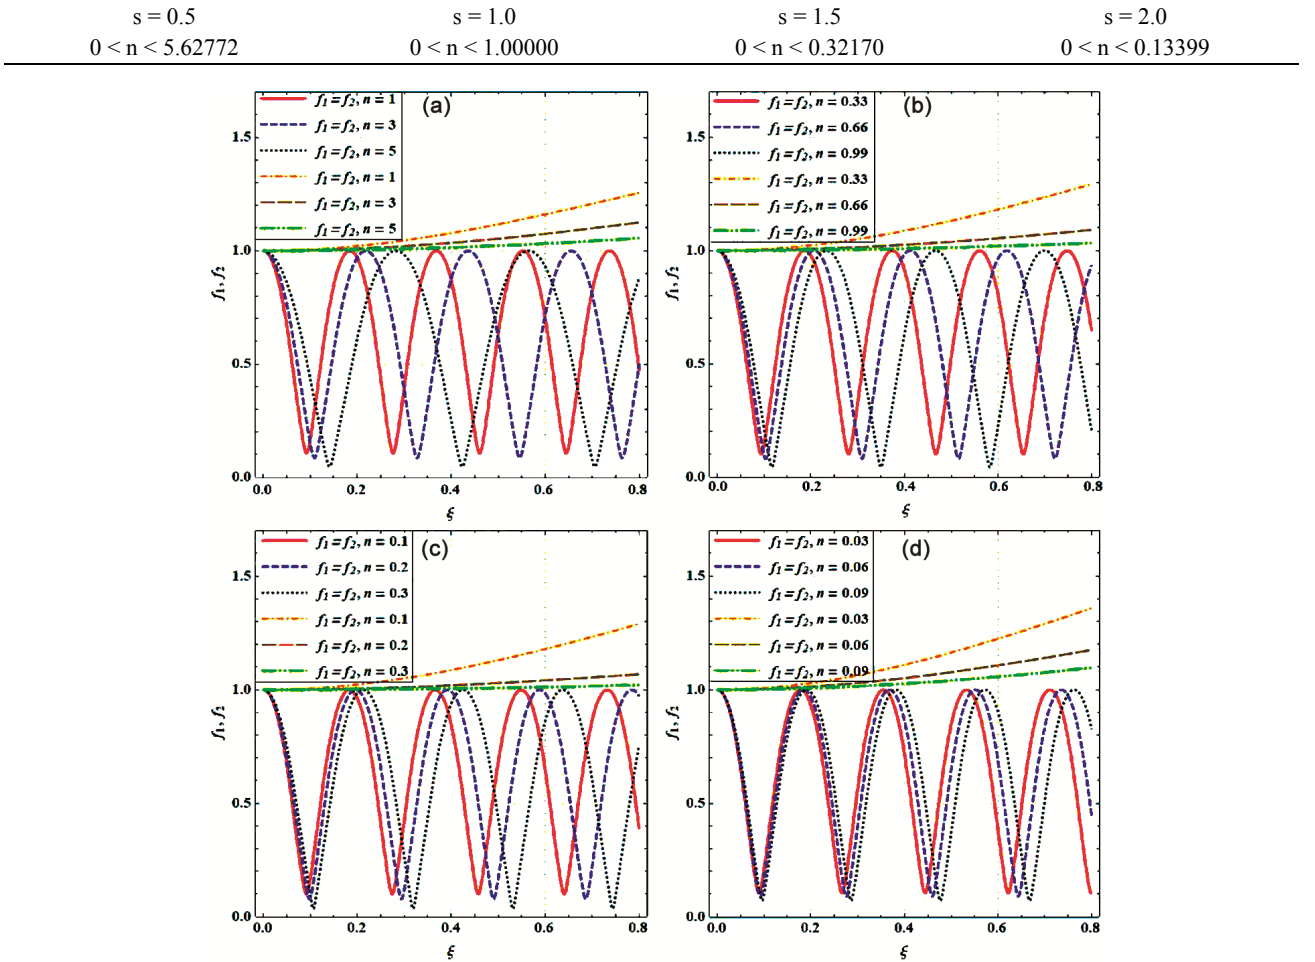 s = 0.5 s = 1.0 s = 1.5 s = 2.0
0 < n < 5.62772 0 < n < 1.00000 0 < n < 0.32170 0 < n < 0.13399
(a)
f1=f2, n = 1
f1=f2, n = 3
f1=f2, n = 5
f1=f2, n = 1
f1=f2, n = 3
f1=f2, n = 5
1.5
1.0
0.5
0.0
f1, f2
0.0 0.2 0.4 0.6 0.8
ξ
(b)
f1=f2, n = 0.33
f1=f2, n = 0.66
f1=f2, n = 0.99
f1=f2, n = 0.33
f1=f2, n = 0.66
f1=f2, n = 0.99
1.5
1.0
0.5
0.0
f1, f2
0.0 0.2 0.4 0.6 0.8
ξ
(c)
f1=f2, n = 0.1
f1=f2, n = 0.2
f1=f2, n = 0.3
f1=f2, n = 0.1
f1=f2, n = 0.2
f1=f2, n = 0.3
1.5
1.0
0.5
0.0
f1, f2
0.0 0.2 0.4 0.6 0.8
ξ
(d)
f1=f2, n = 0.03
f1=f2, n = 0.06
f1=f2, n = 0.09
f1=f2, n = 0.03
f1=f2, n = 0.06
f1=f2, n = 0.09
1.5
1.0
0.5
0.0
f1, f2
0.0 0.2 0.4 0.6 0.8
ξ